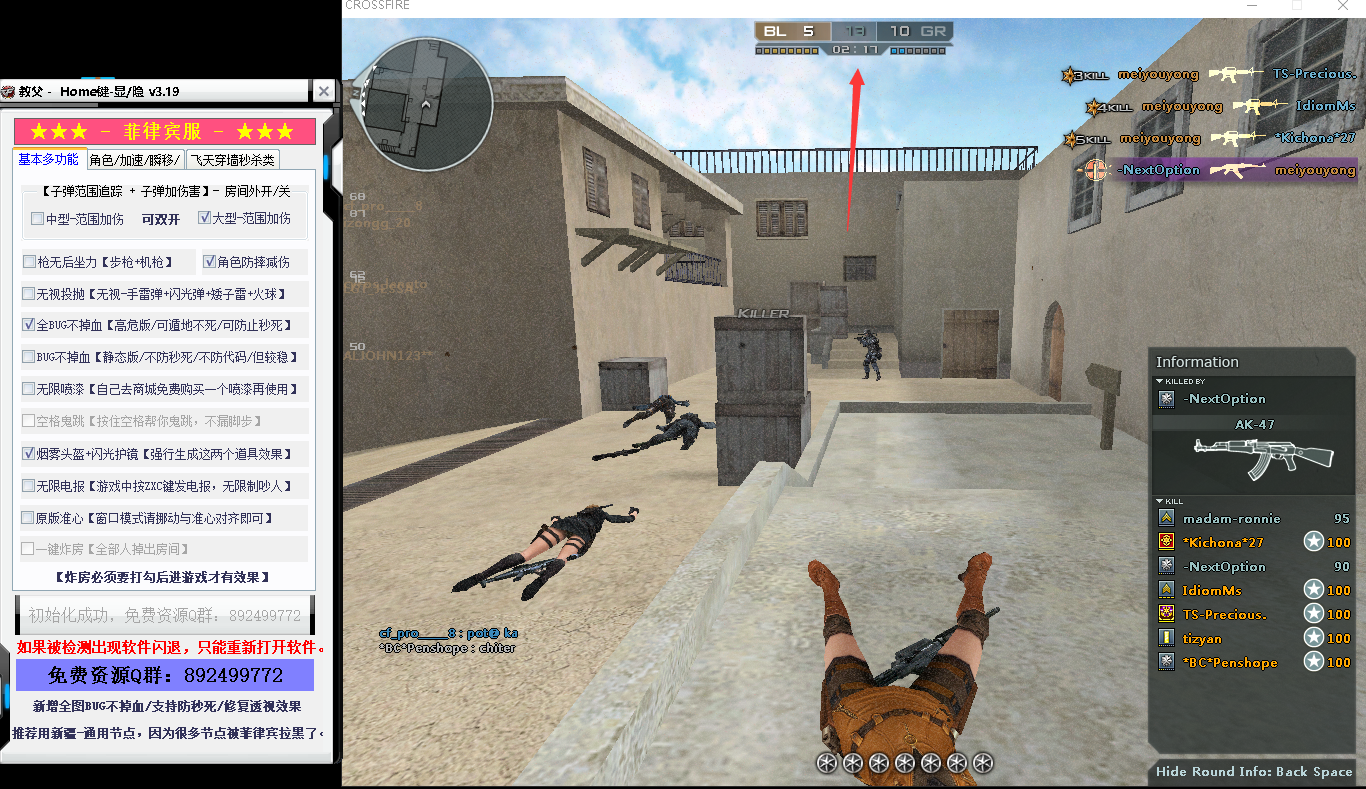 CROSSFIRE
教父 - Home健-显/隐 v3.19
★★★ - 菲律宾服 - ★★★
基本多功能 角色/加速/瞬移/ 飞天穿墙秒杀类
【子弹范围追踪 + 子弹加伤害】- 房间外开/关
中型-范围加伤 可双开 大型-范围加伤
枪无后坐力【步枪+机枪】 角色防摔减伤
无视投抛【无视-手雷弹+闪光弹+矮子雷+火球】
全BUG不掉血【高危版/可遁地不死/可防止秒死】
BUG不掉血【静态版/不防秒死/不防代码/但较稳】
无限喷漆【自己去商城免费购买一个喷漆再使用】
空格鬼跳【按住空格帮你鬼跳，不漏脚步】
烟雾头盔+闪光护镜【强行生成这两个道具效果】
无限电报【游戏中按ZXC键发电报，无限制吵人】
原版准心【窗口模式请挪动与准心对齐即可】
一键炸房【全部人掉出房间】
【炸房必须要打勾后进游戏才有效果】
初始化成功，免费资源Q群：892499772
如果被检测出现软件闪退，只能重新打开软件。
免费资源Q群：892499772
新增全图BUG不掉血/支持防秒死/修复透视效果
推荐用新疆-通用节点，因为很多节点被菲律宾拉黑了
BL 5 13 10 GR
02:17
3KILL meiyouyong TS-Precious.
4KILL meiyouyong IdiomMs
5KILL meiyouyong *Kichona*27
-NextOption meiyouyong
68
87
62
50
AIJOHN123**
KILLER
cf_pro____8 : pot@ ka
*BC*Penshope : chiter
Information
KILLED BY
-NextOption
AK-47
KILL
madam-ronnie 95
*Kichona*27 100
-NextOption 90
IdiomMs 100
TS-Precious. 100
tizyan 100
*BC*Penshope 100
Hide Round Info: Back Space